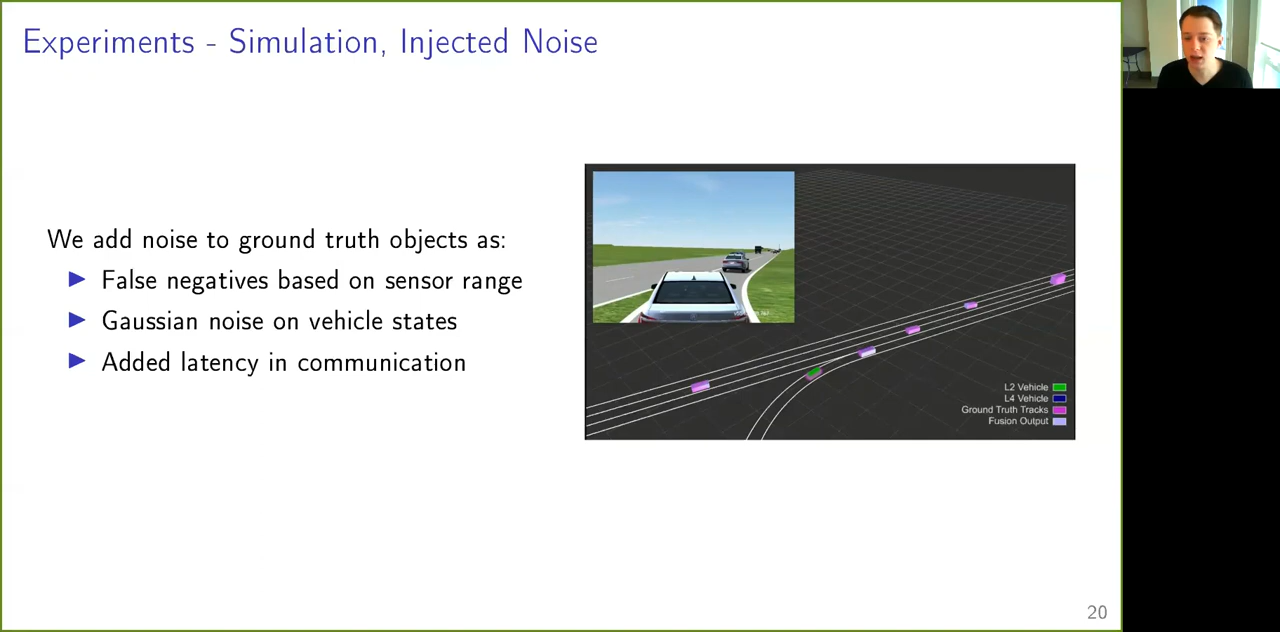 Experiments - Simulation, Injected Noise
We add noise to ground truth objects as:
▶ False negatives based on sensor range
▶ Gaussian noise on vehicle states
▶ Added latency in communication
L2 Vehicle
L4 Vehicle
Ground Truth Tracks
Fusion Output
20